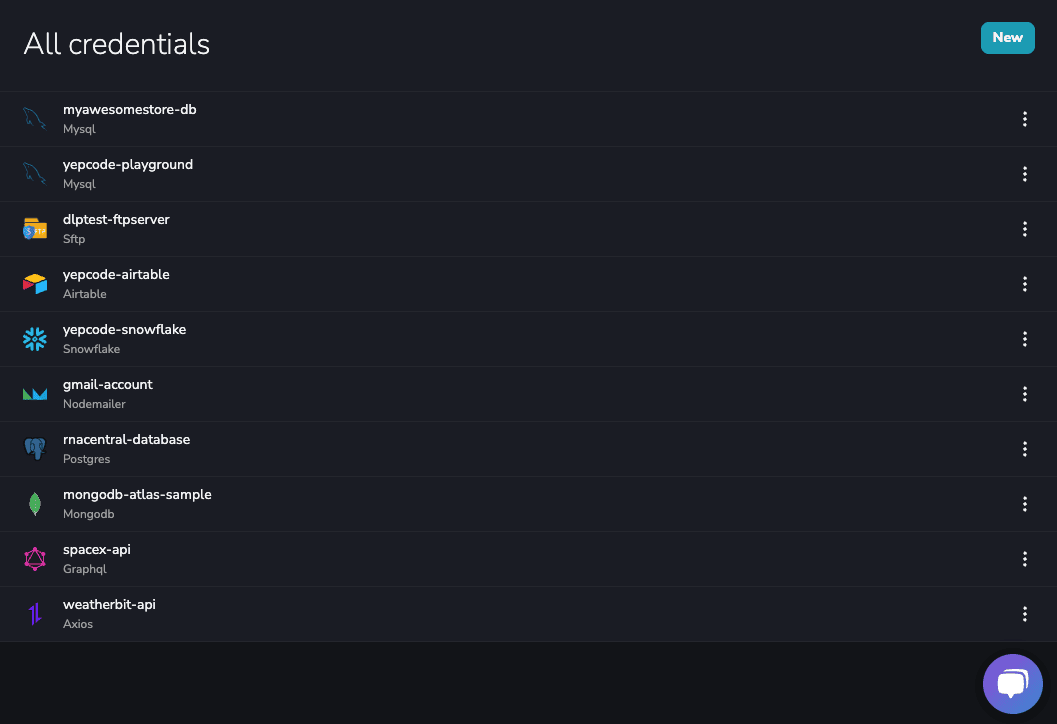 All credentials
New
myawesomestore-db
Mysql
yepcode-playground
Mysql
dlptest-ftpserver
Sftp
yepcode-airtable
Airtable
yepcode-snowflake
Snowflake
gmail-account
Nodemailer
rnacentral-database
Postgres
mongodb-atlas-sample
Mongodb
spacex-api
Graphql
weatherbit-api
Axios